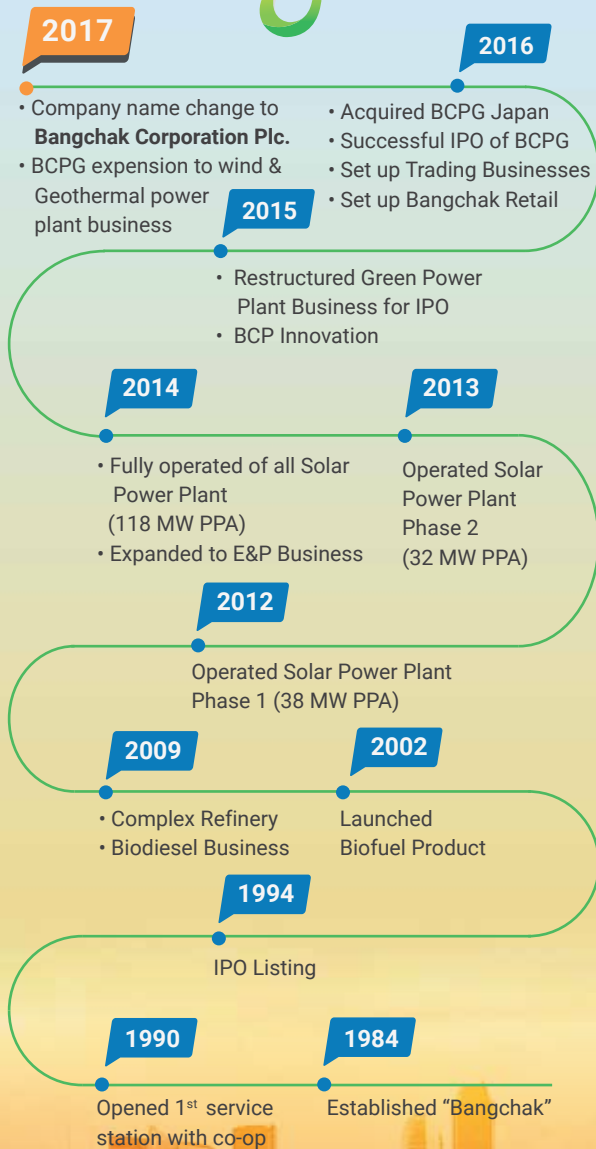 2017
• Company name change to
Bangchak Corporation Plc.
• BCPG expension to wind &
Geothermal power
plant business
2016
• Acquired BCPG Japan
• Successful IPO of BCPG
• Set up Trading Businesses
• Set up Bangchak Retail
2015
• Restructured Green Power
Plant Business for IPO
• BCP Innovation
2014
• Fully operated of all Solar
Power Plant
(118 MW PPA)
• Expanded to E&P Business
2013
Operated Solar
Power Plant
Phase 2
(32 MW PPA)
2012
Operated Solar Power Plant
Phase 1 (38 MW PPA)
2009
• Complex Refinery
• Biodiesel Business
2002
Launched
Biofuel Product
1994
IPO Listing
1990
Opened 1st service
station with co-op
1984
Established “Bangchak”